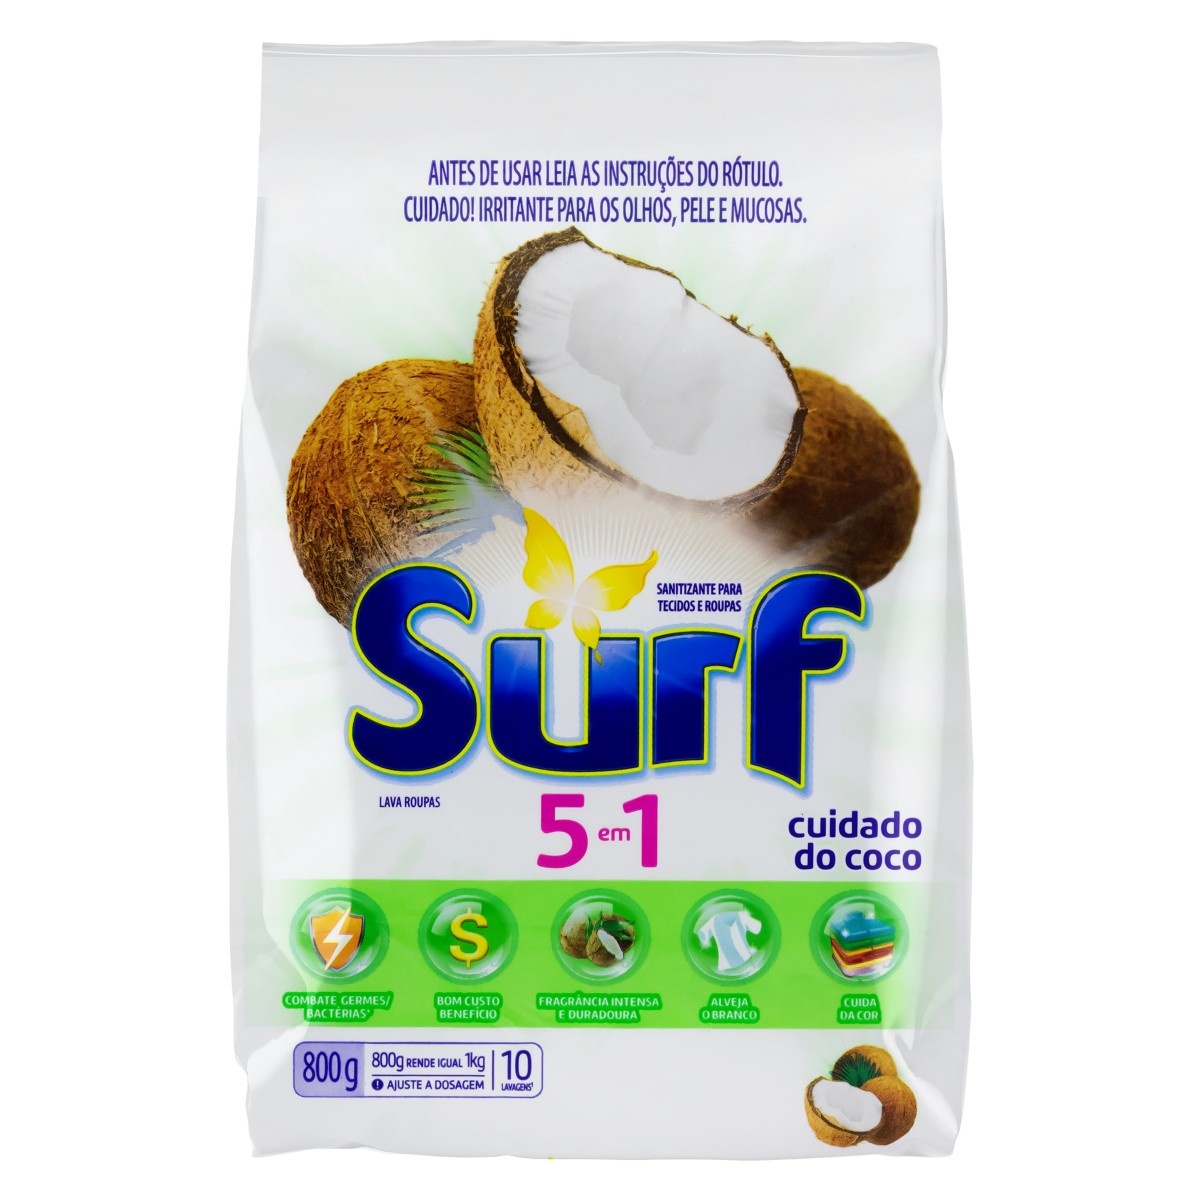 ANTES DE USAR LEIA AS INSTRUÇÕES DO RÓTULO.
CUIDADO! IRRITANTE PARA OS OLHOS, PELE E MUCOSAS.
SANITIZANTE PARA
TECIDOS E ROUPAS
Surf
LAVA ROUPAS
5 em 1
cuidado
do coco
COMBATE GERMES/
BACTÉRIAS*
BOM CUSTO
BENEFÍCIO
FRAGRÂNCIA INTENSA
E DURADOURA
ALVEJA
O BRANCO
CUIDA
DA COR
800g
800g RENDE IGUAL 1kg
! AJUSTE A DOSAGEM
10
LAVAGENS¹